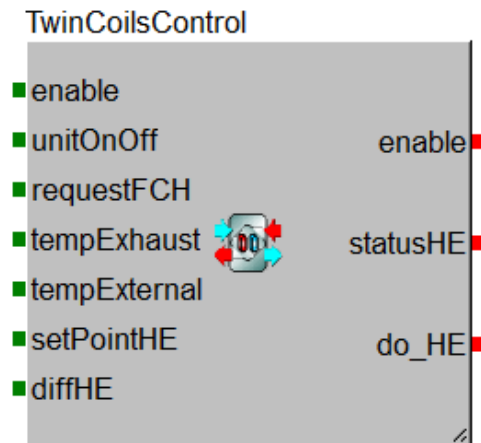 TwinCoilsControl
enable
unitOnOff
enable
requestFCH
tempExhaust
statusHE
tempExternal
setPointHE
do_HE
diffHE